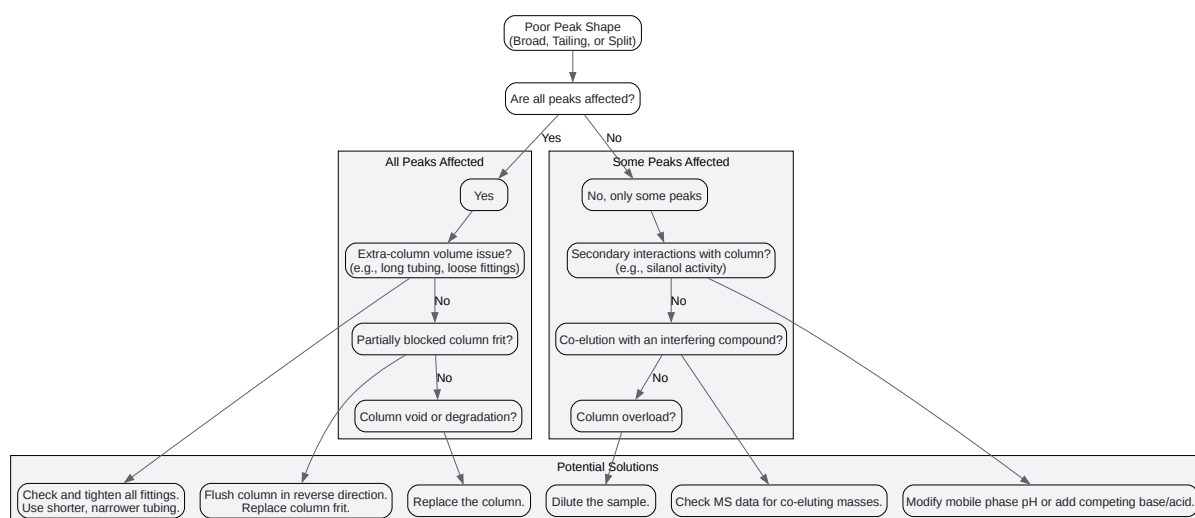 Poor Peak Shape
(Broad, Tailing, or Split)
Are all peaks affected?
Yes
No
All Peaks Affected
Some Peaks Affected
Yes
No, only some peaks
Extra-column volume issue?
(e.g., long tubing, loose fittings)
Secondary interactions with column?
(e.g., silanol activity)
No
No
Partially blocked column frit?
Co-elution with an interfering compound?
No
No
Column void or degradation?
Column overload?
Potential Solutions
Check and tighten all fittings.
Use shorter, narrower tubing.
Flush column in reverse direction.
Replace column frit.
Replace the column.
Dilute the sample.
Check MS data for co-eluting masses.
Modify mobile phase pH or add competing base/acid.